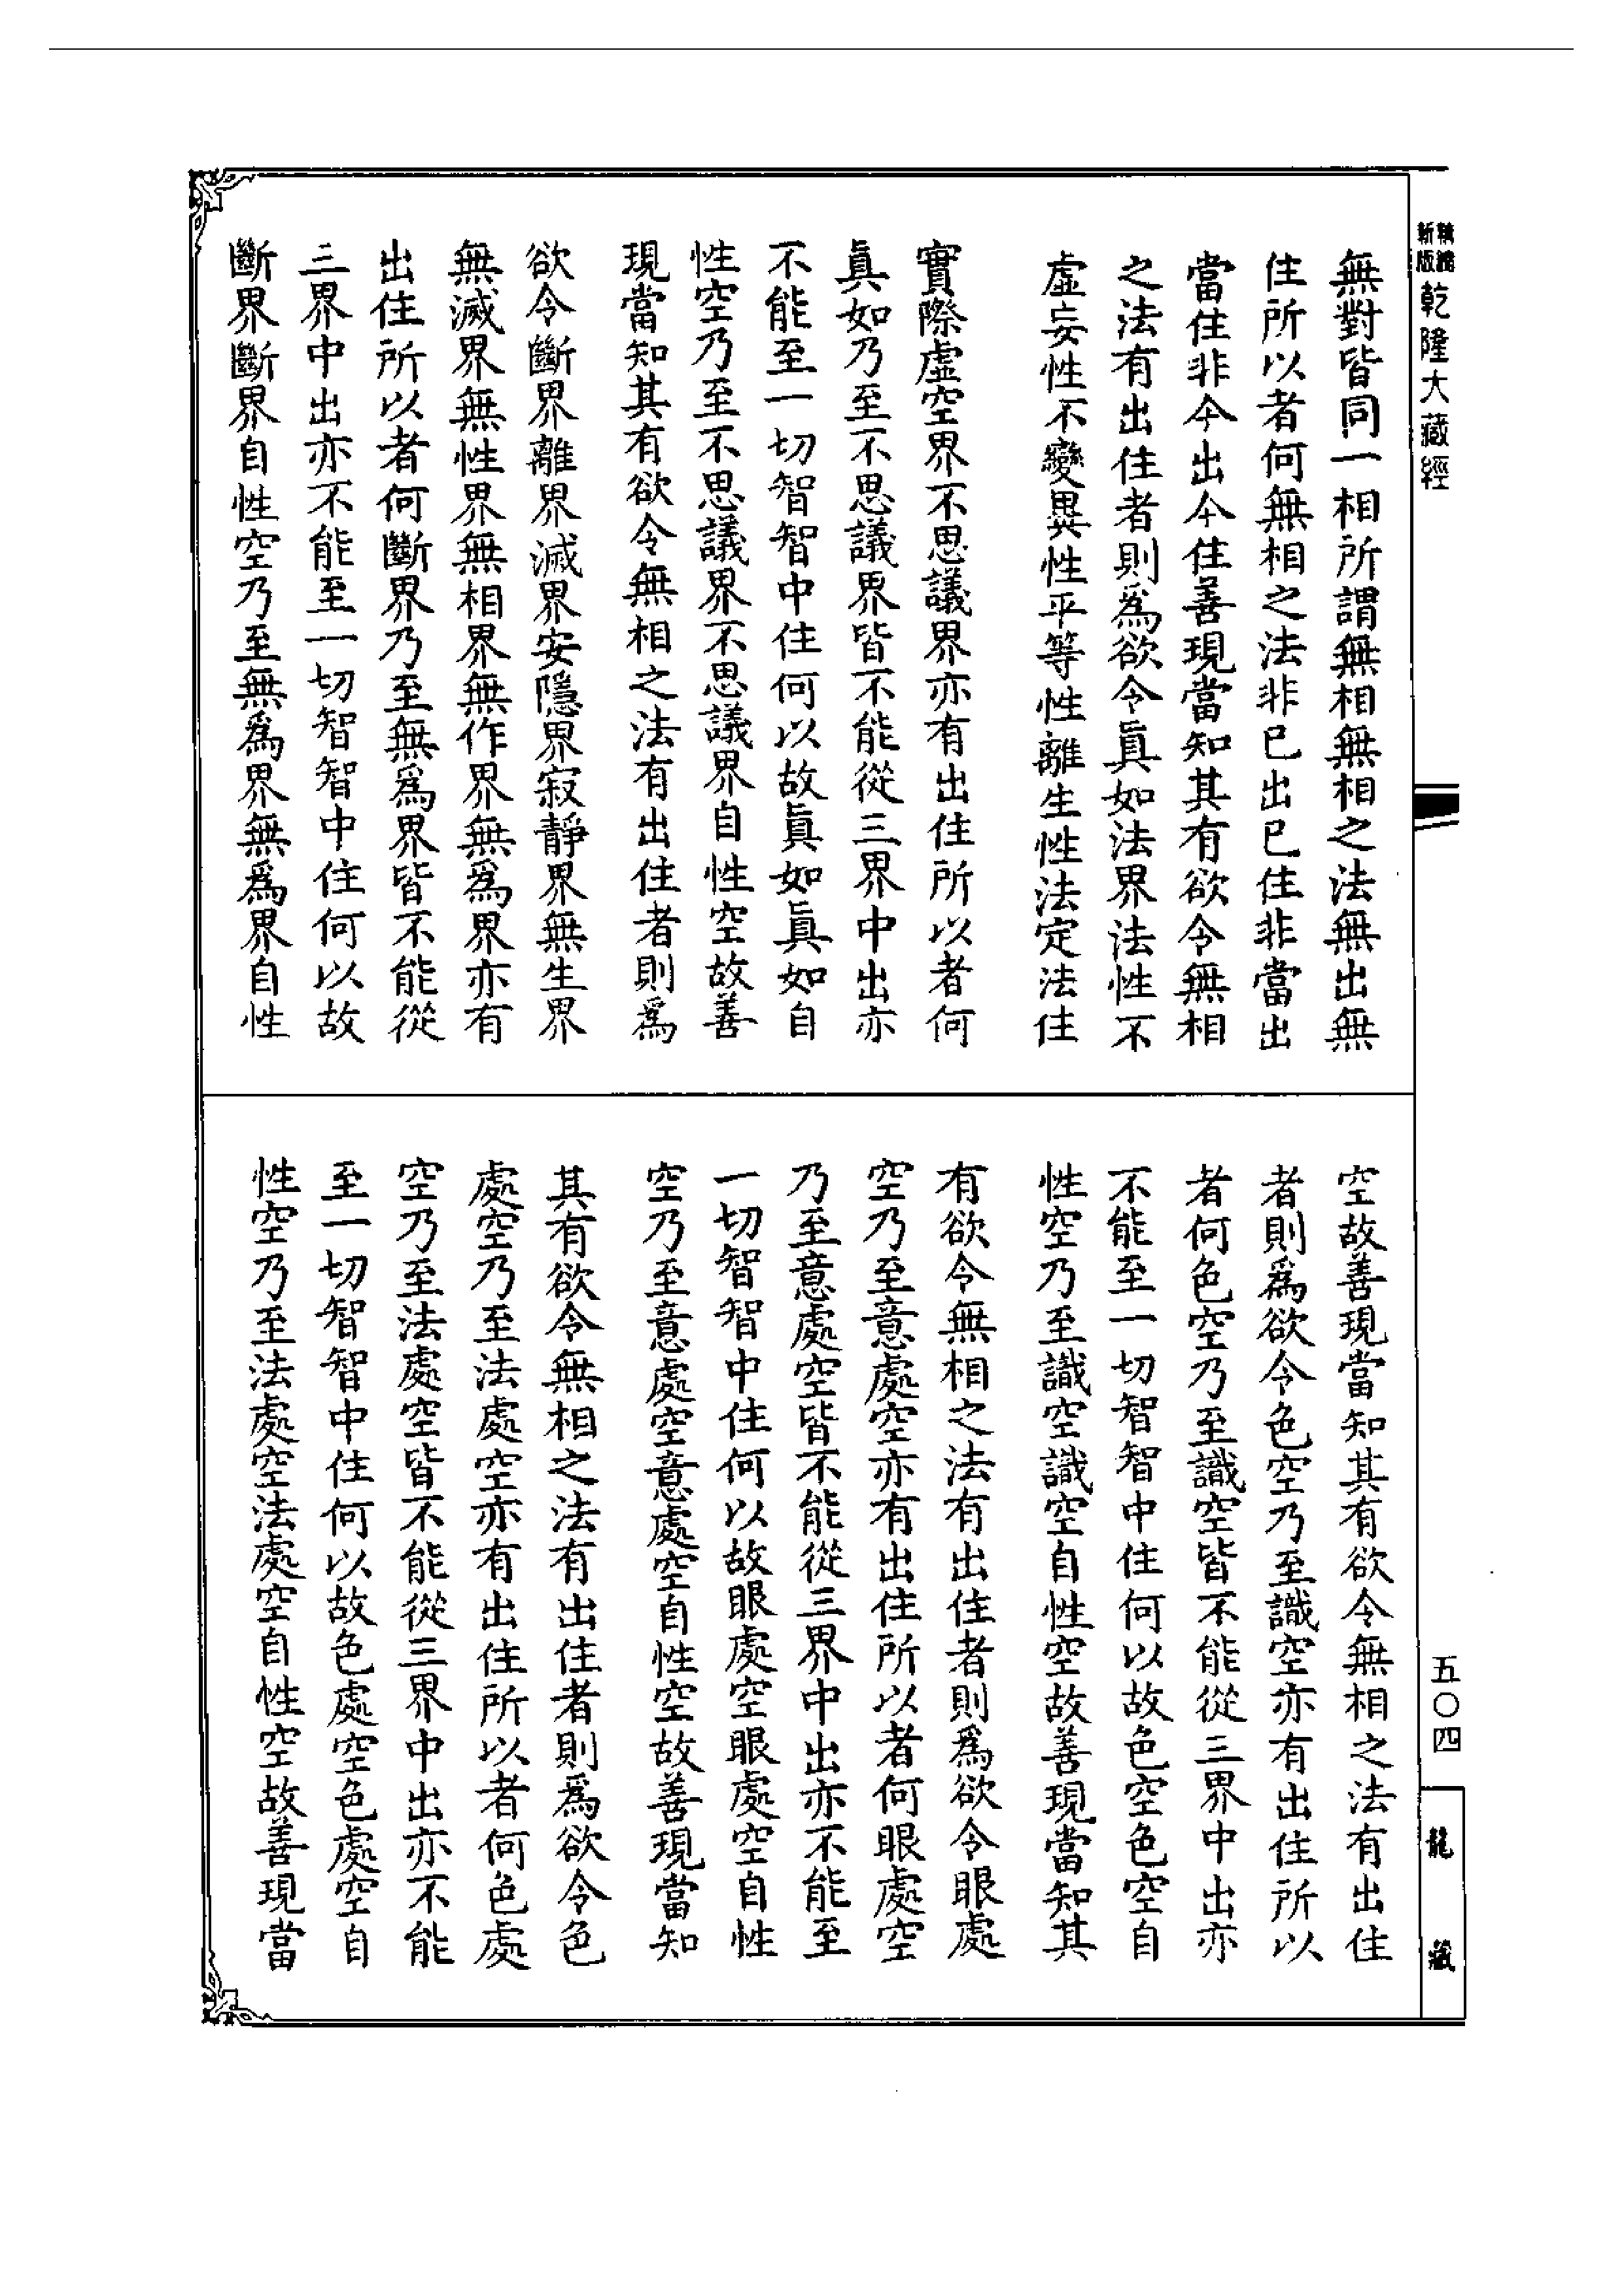 新版
精縮
乾隆大藏經
無對皆同一相所謂無相無相之法無出無
住所以者何無相之法非已出已住非當出
當住非今出今住善現當知其有欲令無相
之法有出住者則為欲令眞如法界法性不
虛妄性不變異性平等性離生性法定法住
實際虛空界不思議界亦有出住所以者何
眞如乃至不思議界皆不能從三界中出亦
不能至一切智智中住何以故眞如眞如自
性空乃至不思議界不思議界自性空故善
現當知其有欲令無相之法有出住者則為
欲令斷界離界滅界安隱界寂靜界無生界
無滅界無性界無相界無作界無為界亦有
出住所以者何斷界乃至無為界皆不能從
三界中出亦不能至一切智智中住何以故
斷界斷界自性空乃至無為界無為界自性
空故善現當知其有欲令無相之法有出住
者則為欲令色空乃至識空亦有出住所以
者何色空乃至識空皆不能從三界中出亦
不能至一切智智中住何以故色空色空自
性空乃至識空識空自性空故善現當知其
有欲令無相之法有出住者則為欲令眼處
空乃至意處空亦有出住所以者何眼處空
乃至意處空皆不能從三界中出亦不能至
一切智智中住何以故眼處空眼處空自性
空乃至意處空意處空自性空故善現當知
其有欲令無相之法有出住者則為欲令色
處空乃至法處空亦有出住所以者何色處
空乃至法處空皆不能從三界中出亦不能
至一切智智中住何以故色處空色處空自
性空乃至法處空法處空自性空故善現當
五〇四
龍藏